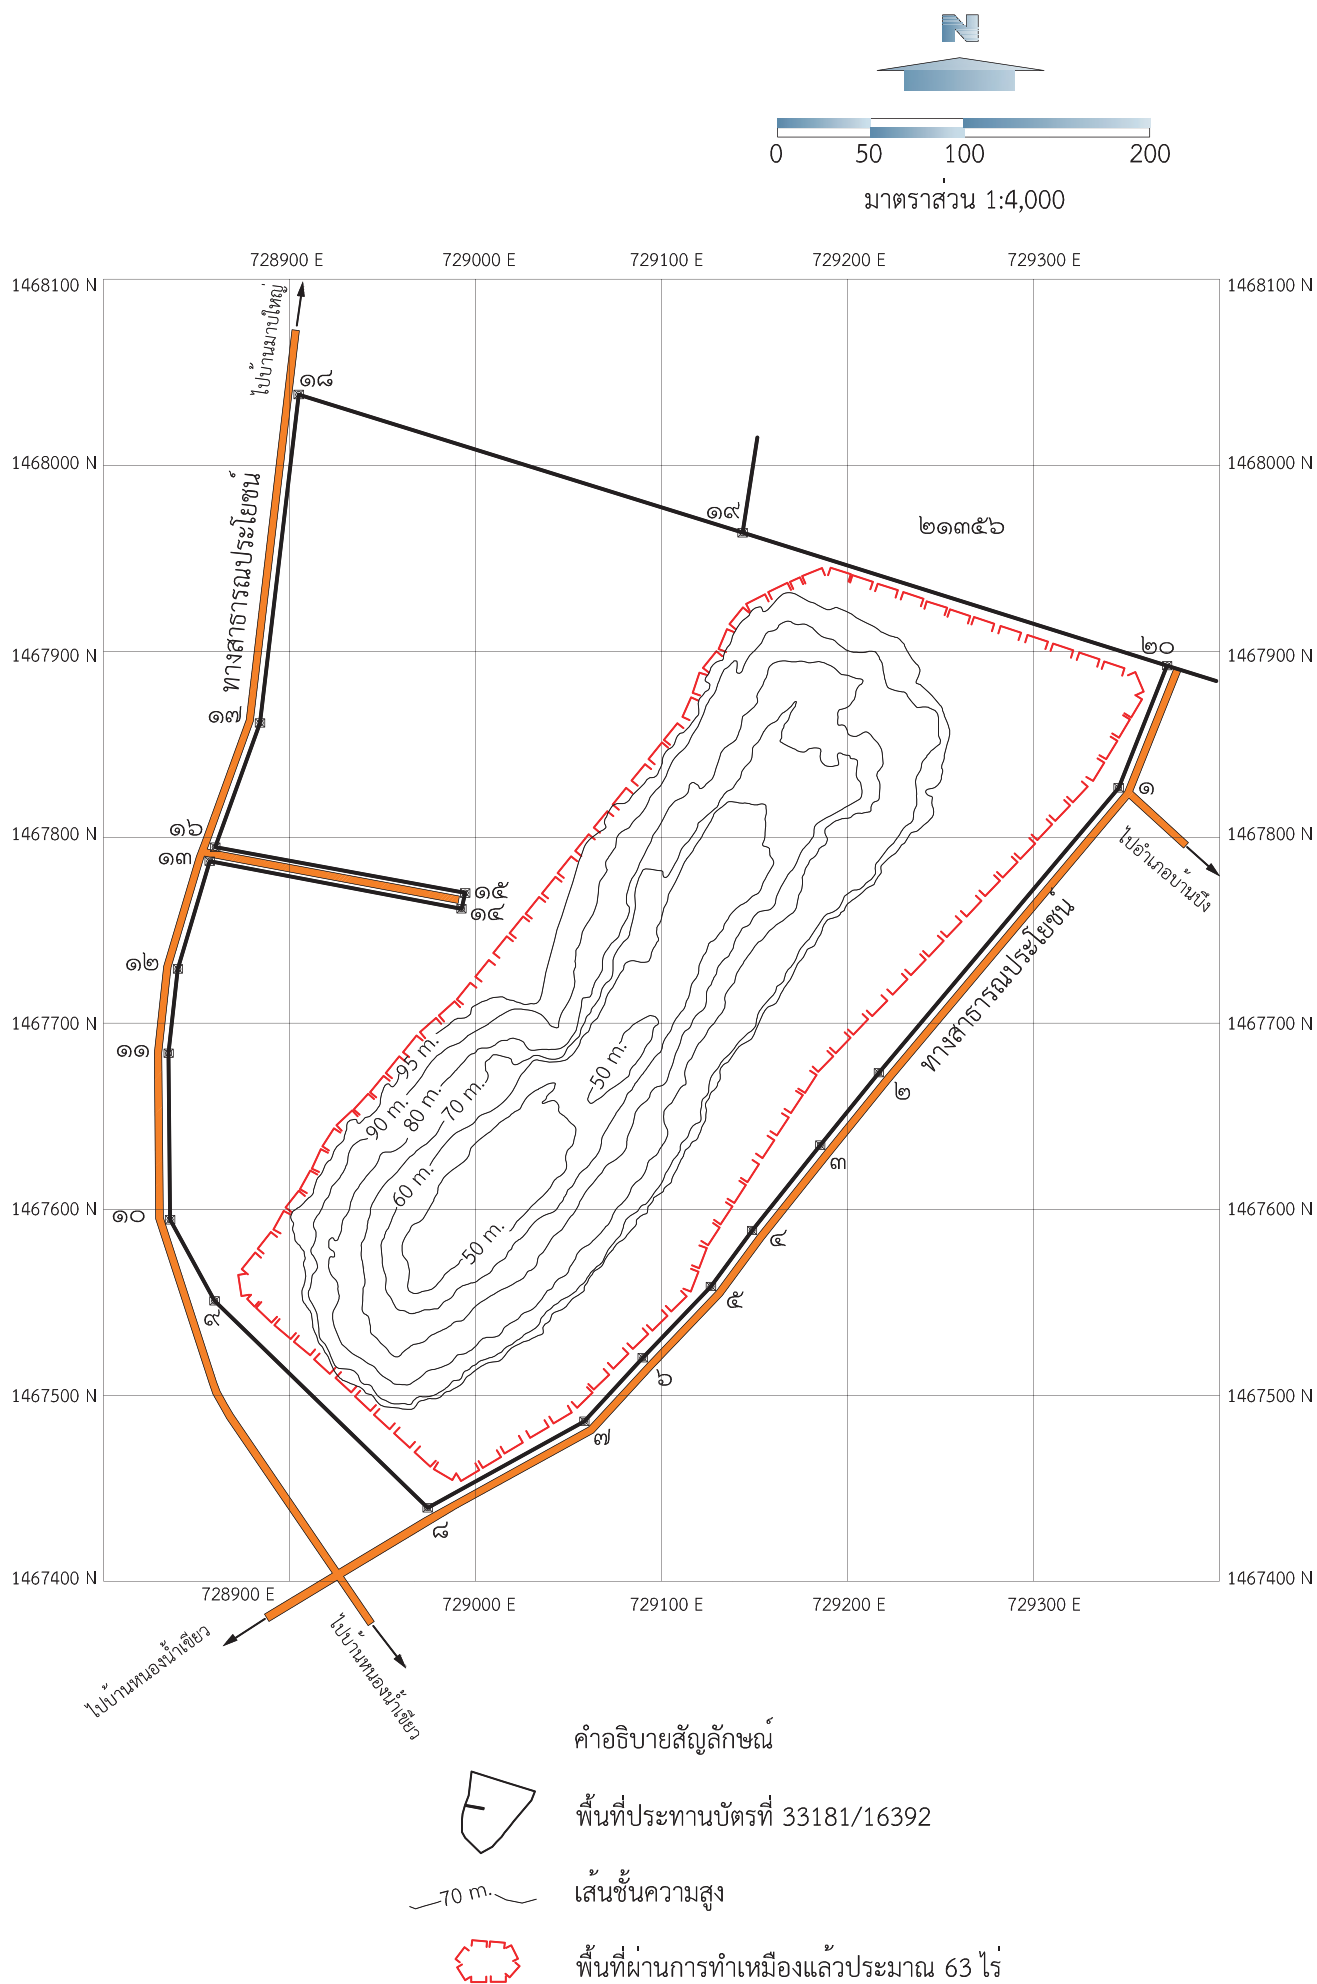 N
0 50 100 200
มาตราส่วน 1:4,000
728900 E 729000 E 729100 E 729200 E 729300 E
1468100 N 1468100 N
ไปบ้านมาบใหญ่
๑๘
1468000 N 1468000 N
ทางสาธารณประโยชน์
๑๙
๒๑๓๕๖
๒๐
1467900 N 1467900 N
๑๗
๑
1467800 N 1467800 N
๑๖
๑๓
ไปอำเภอบ้านบึง
๑๕
๑๔
ทางสาธารณประโยชน์
๑๒
1467700 N 1467700 N
๑๑
95 m.
90 m.
80 m.
70 m.
50 m.
๒
๓
60 m.
1467600 N 1467600 N
๑๐
50 m.
๔
๕
๙
๖
1467500 N 1467500 N
๗
๘
1467400 N 1467400 N
728900 E 729000 E 729100 E 729200 E 729300 E
ไปบ้านหนองน้ำเขียว
ไปบ้านหนองน้ำเขียว
คำอธิบายสัญลักษณ์
พื้นที่ประทานบัตรที่ 33181/16392
70 m. เส้นชั้นความสูง
พื้นที่ผ่านการทำเหมืองแล้วประมาณ 63 ไร่